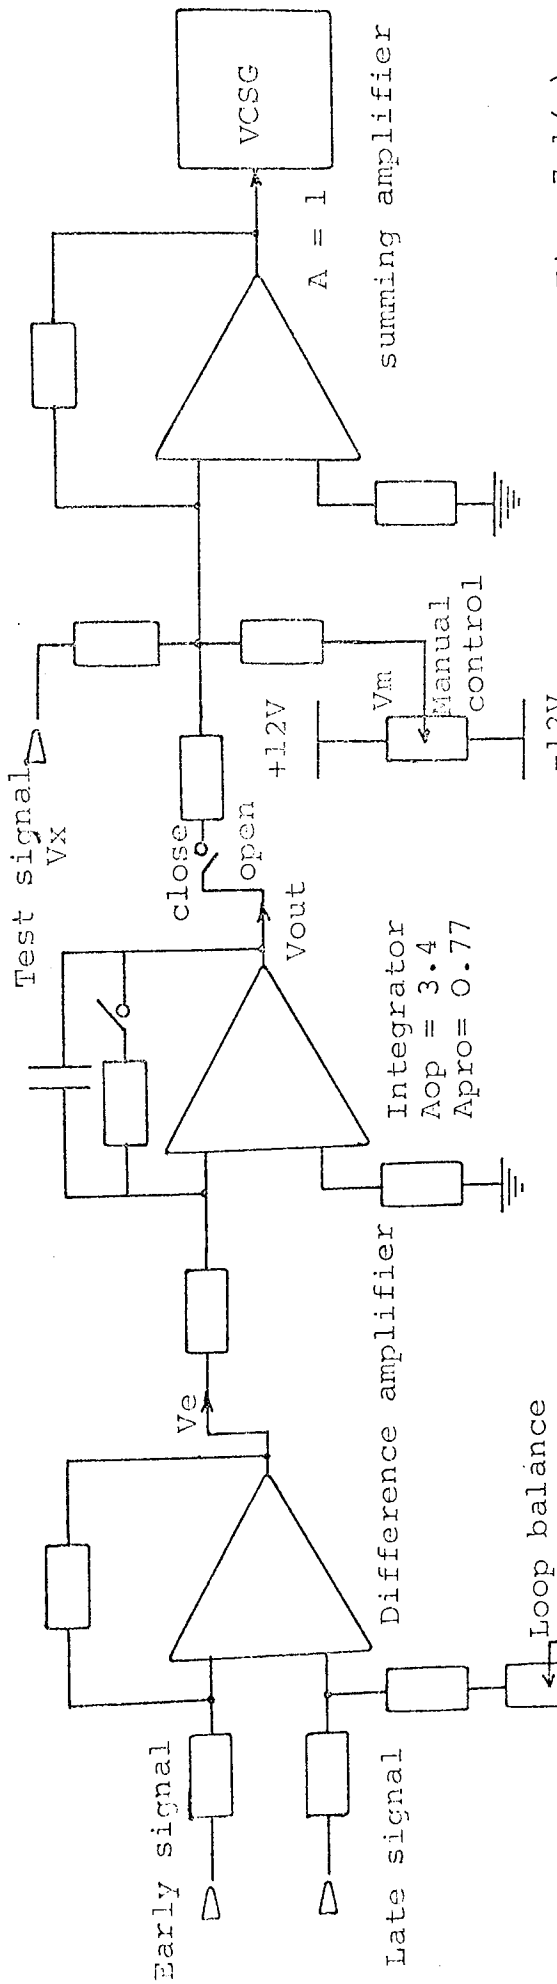 Early signal
Late signal
Loop balance
Difference amplifier
Ve
Integrator
Aop = 3.4
Apro= 0.77
Vout
close
open
Test signal
Vx
+12V
Vm
Manual
control
-12V
A = 1
summing amplifier
VCSG